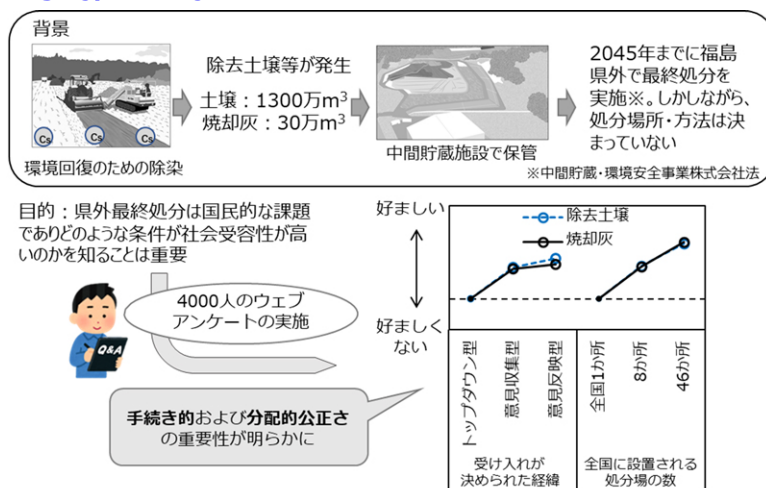 背景
除去土壌等が発生
土壌：1300万m³
焼却灰：30万m³
2045年までに福島
県外で最終処分を
実施※。しかしながら、
処分場所・方法は決
まっていない
Cs
Cs
Cs
環境回復のための除染
中間貯蔵施設で保管
※中間貯蔵・環境安全事業株式会社法
目的：県外最終処分は国民的な課題
でありどのような条件が社会受容性が高
いのかを知ることは重要
4000人のウェブ
アンケートの実施
Q&A
手続き的および分配的公正さ
の重要性が明らかに
好ましい
好ましく
ない
除去土壌
焼却灰
トップダウン型
意見収集型
意見反映型
全国1か所
8か所
46か所
受け入れが
決められた経緯
全国に設置される
処分場の数